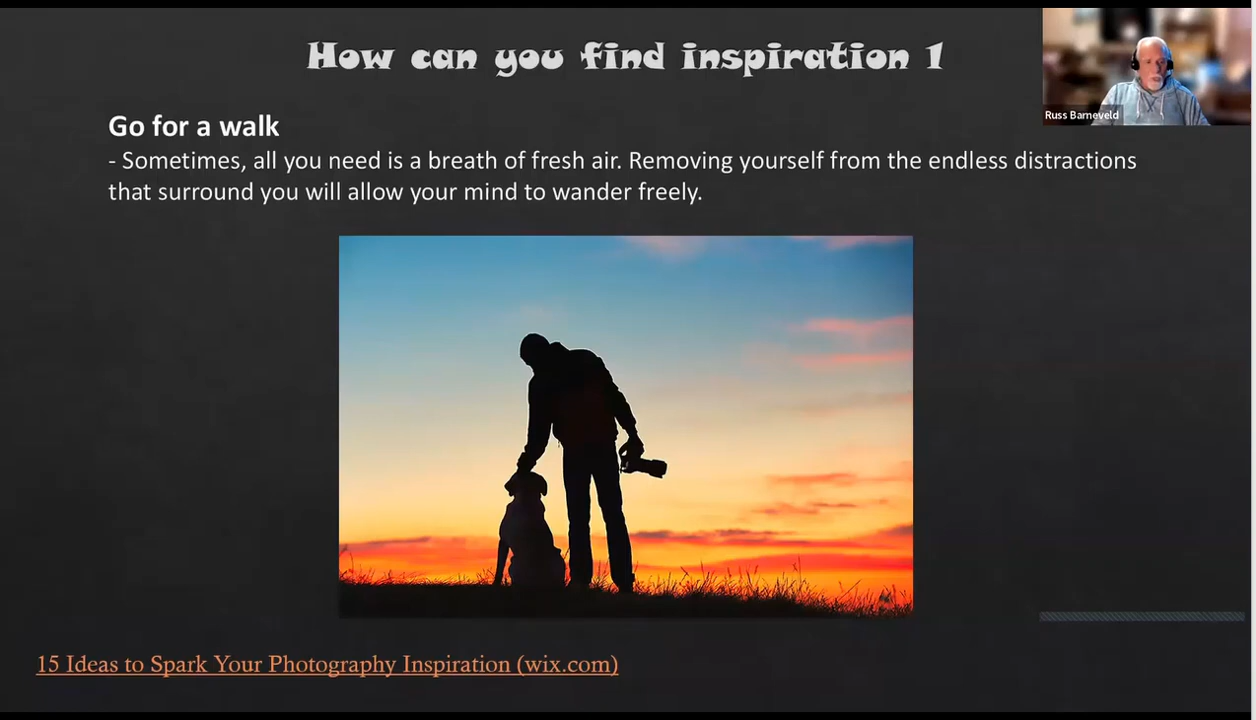 How can you find inspiration 1
Russ Barneveld
Go for a walk
- Sometimes, all you need is a breath of fresh air. Removing yourself from the endless distractions
that surround you will allow your mind to wander freely.
15 Ideas to Spark Your Photography Inspiration (wix.com)